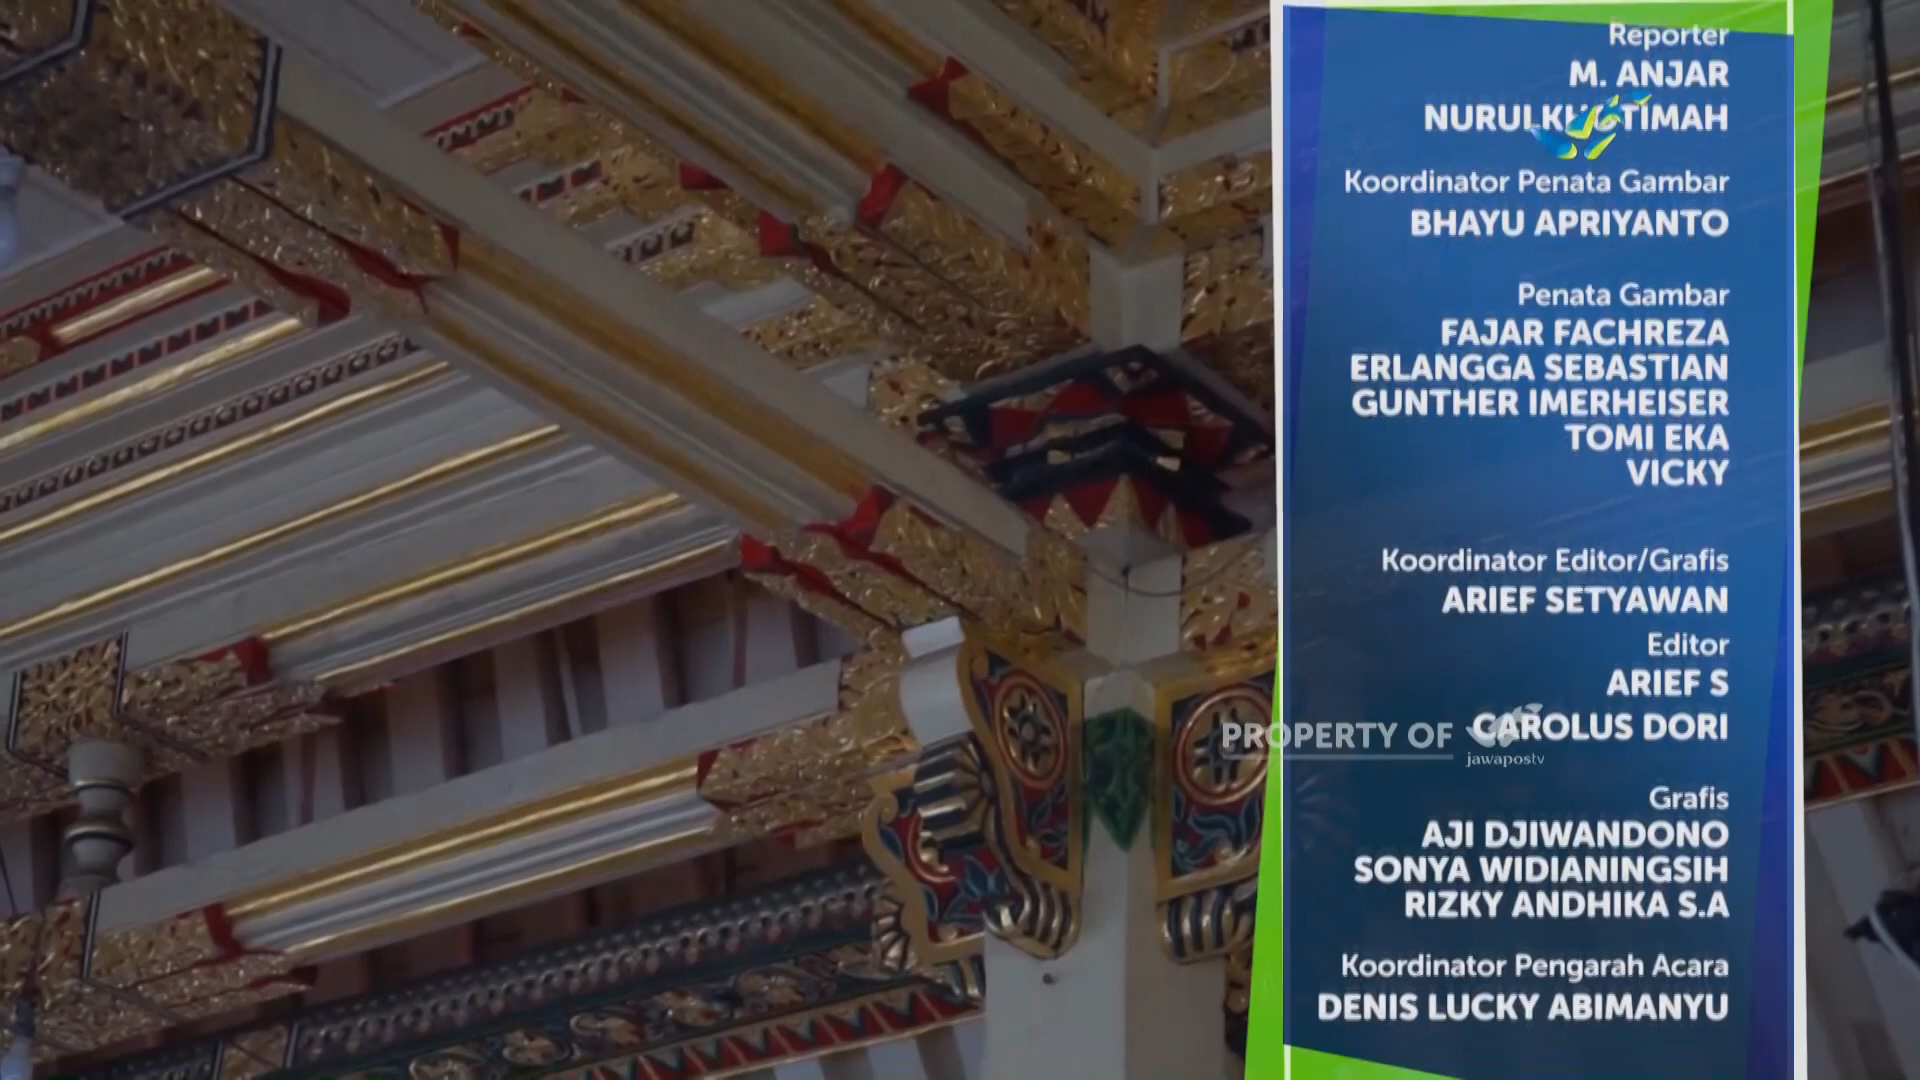 Reporter
M. ANJAR
Koordinator Penata Gambar
BHAYU APRIYANTO
Penata Gambar
FAJAR FACHREZA
ERLANGGA SEBASTIAN
GUNTHER IMERHEISER
TOMI EKA
VICKY
Koordinator Editor/Grafis
ARIEF SETYAWAN
Editor
ARIEF S
CAROLUS DORI
PROPERTY OF
jawapostv
Grafis
AJI DJIWANDONO
SONYA WIDIANINGSIH
RIZKY ANDHIKA S.A
Koordinator Pengarah Acara
DENIS LUCKY ABIMANYU